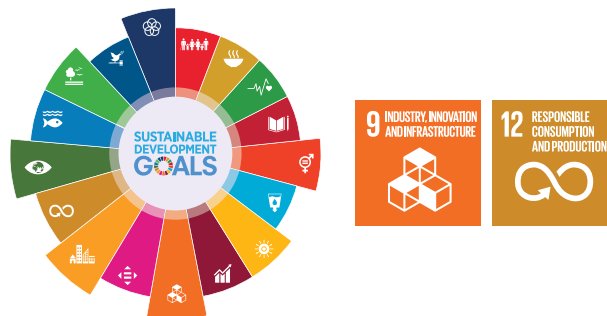 SUSTAINABLE
DEVELOPMENT
GOALS
9 INDUSTRY, INNOVATION
AND INFRASTRUCTURE
12 RESPONSIBLE
CONSUMPTION
AND PRODUCTION